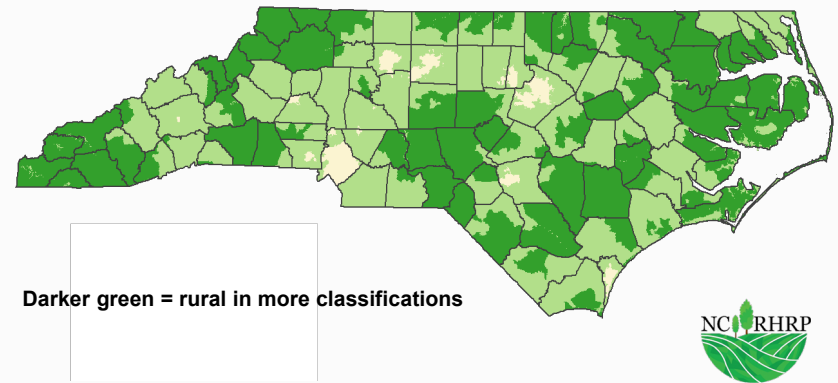 Darker green = rural in more classifications
NC RHRP